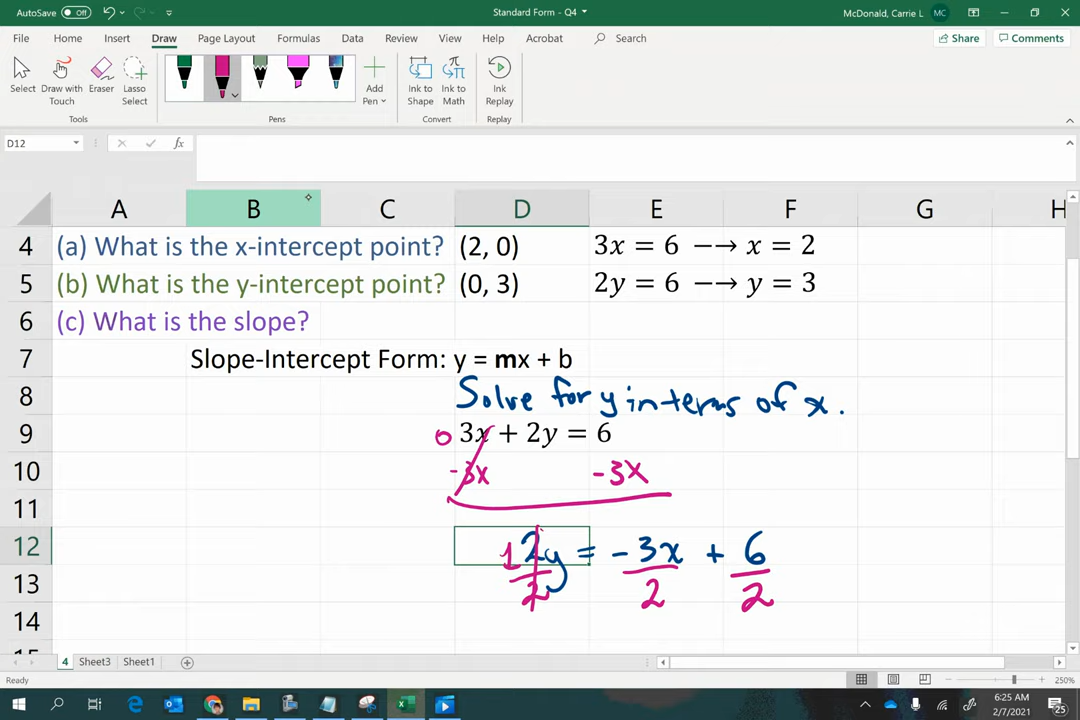 AutoSave Off Standard Form - Q4 McDonald, Carrie L MC
File Home Insert Draw Page Layout Formulas Data Review View Help Acrobat Search Share Comments
Select Draw with Touch Eraser Lasso Select Add Pen Ink to Shape Ink to Math Ink Replay
Tools Pens Convert Replay
D12 fx
A B C D E F G H
4 (a) What is the x-intercept point? (2, 0) 3x = 6 −→ x = 2
5 (b) What is the y-intercept point? (0, 3) 2y = 6 −→ y = 3
6 (c) What is the slope?
7 Slope-Intercept Form: y = mx + b
8 Solve for y in terms of x.
9 0 3x + 2y = 6
10 -3x -3x
11
12 1 2y = -3x + 6
13 2 2 2
14
4 Sheet3 Sheet1
Ready 250%
6:25 AM
2/7/2021 25